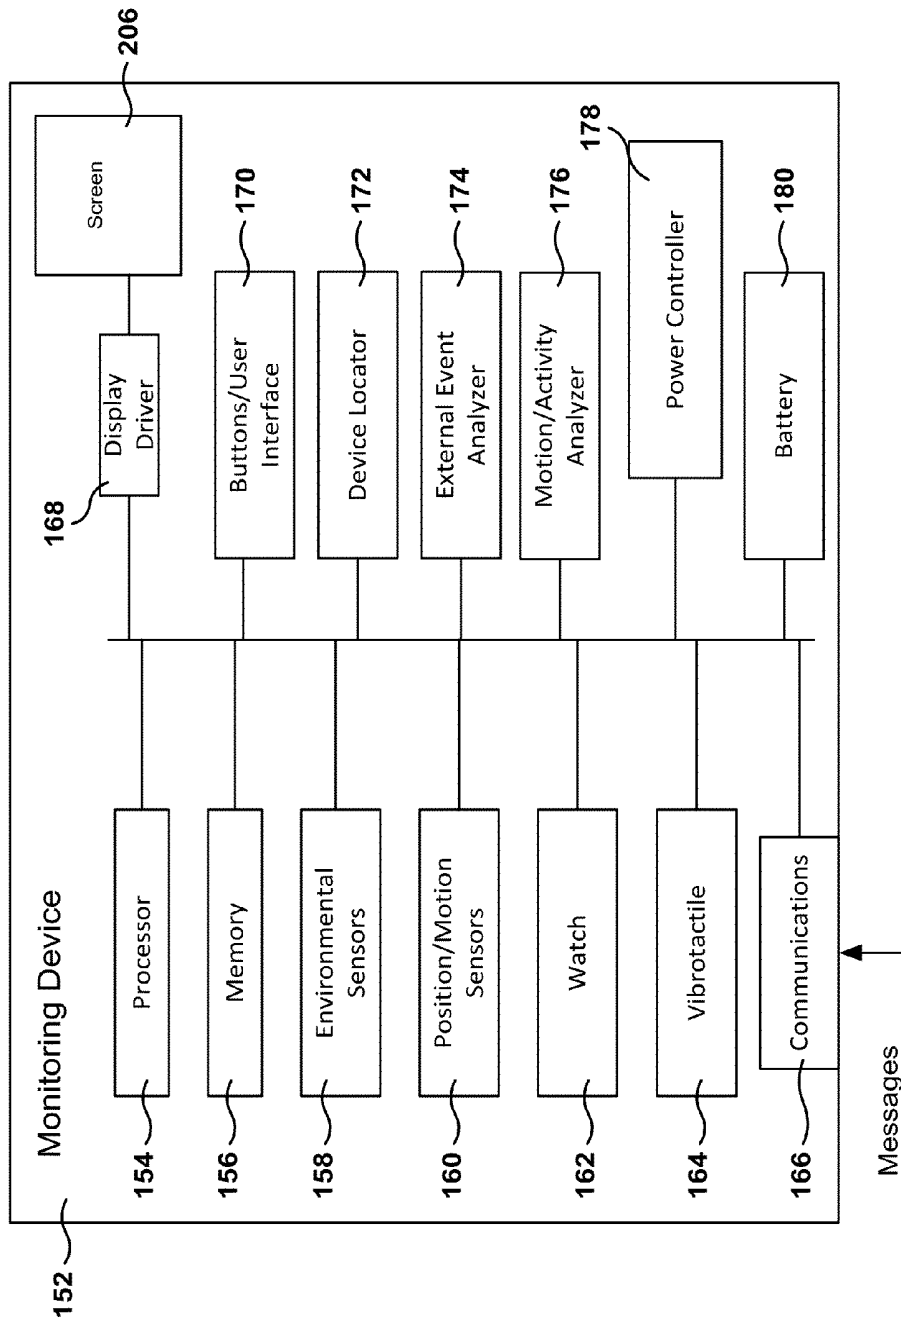 152
Monitoring Device
154
Processor
156
Memory
158
Environmental
Sensors
160
Position/Motion
Sensors
162
Watch
164
Vibrotactile
166
Communications
Messages
168
Display
Driver
Screen
206
Buttons/User
Interface
170
Device Locator
172
External Event
Analyzer
174
Motion/Activity
Analyzer
176
Power Controller
178
Battery
180